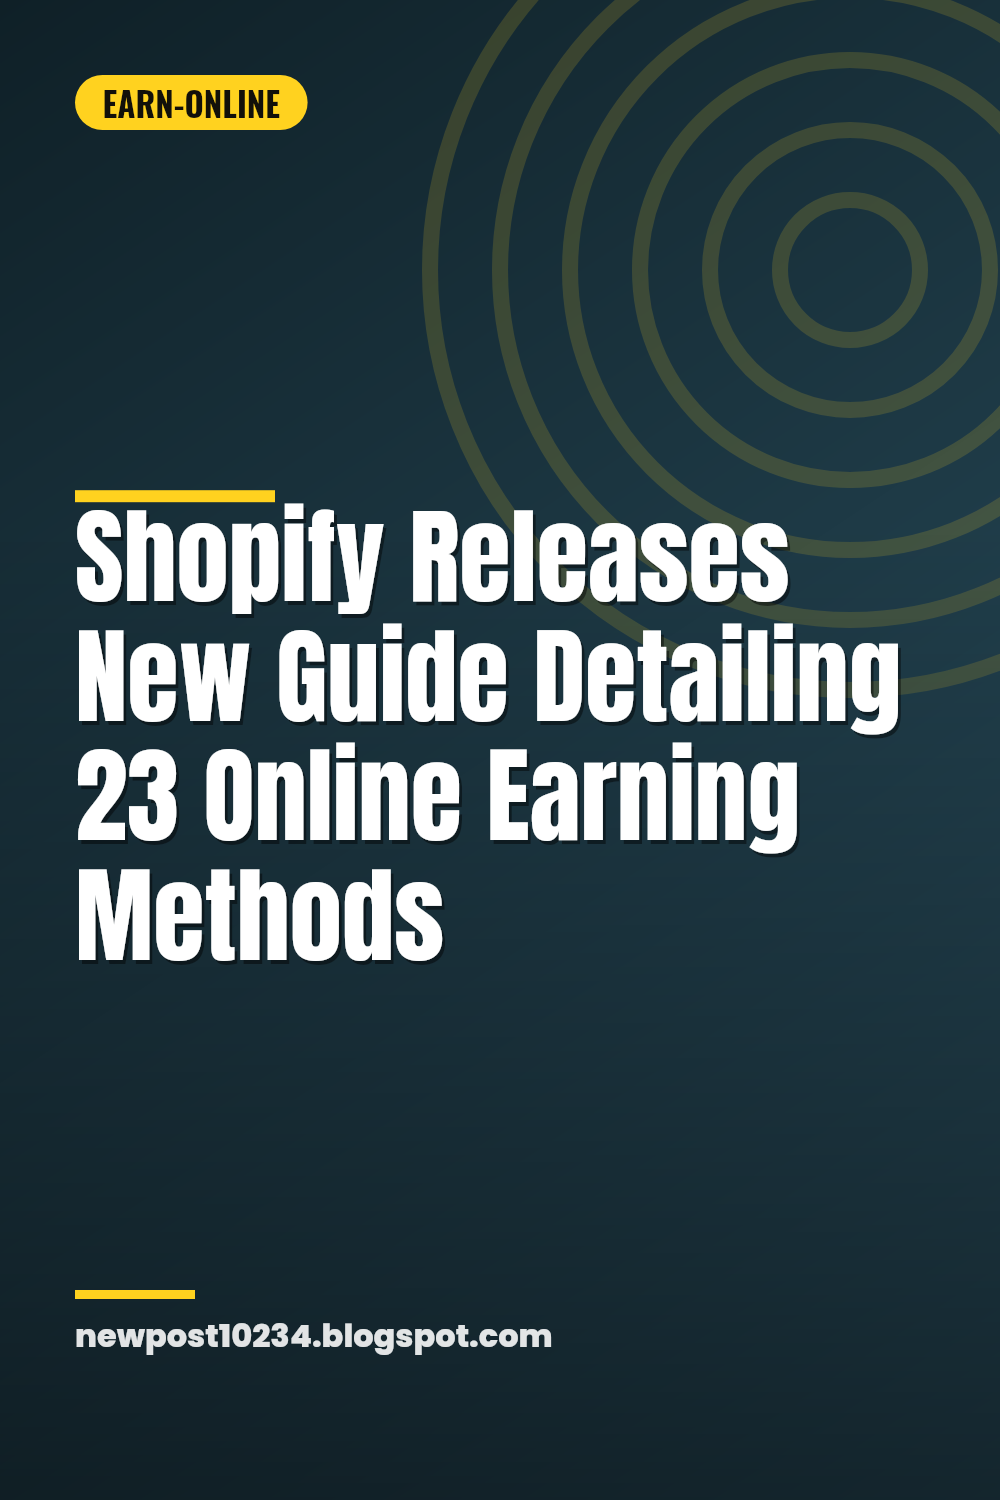 EARN-ONLINE
Shopify Releases
New Guide Detailing
23 Online Earning
Methods
newpost10234.blogspot.com